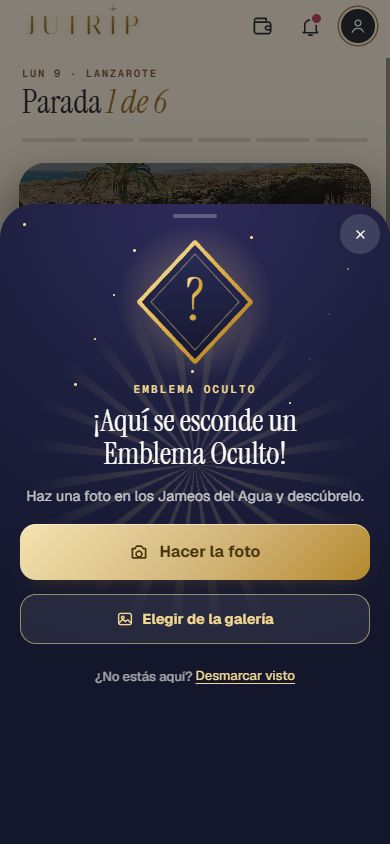 JUTRIP
LUN 9 · LANZAROTE
Parada 1 de 6
?
EMBLEMA OCULTO
¡Aquí se esconde un
Emblema Oculto!
Haz una foto en los Jameos del Agua y descúbrelo.
Hacer la foto
Elegir de la galería
¿No estás aquí? Desmarcar visto